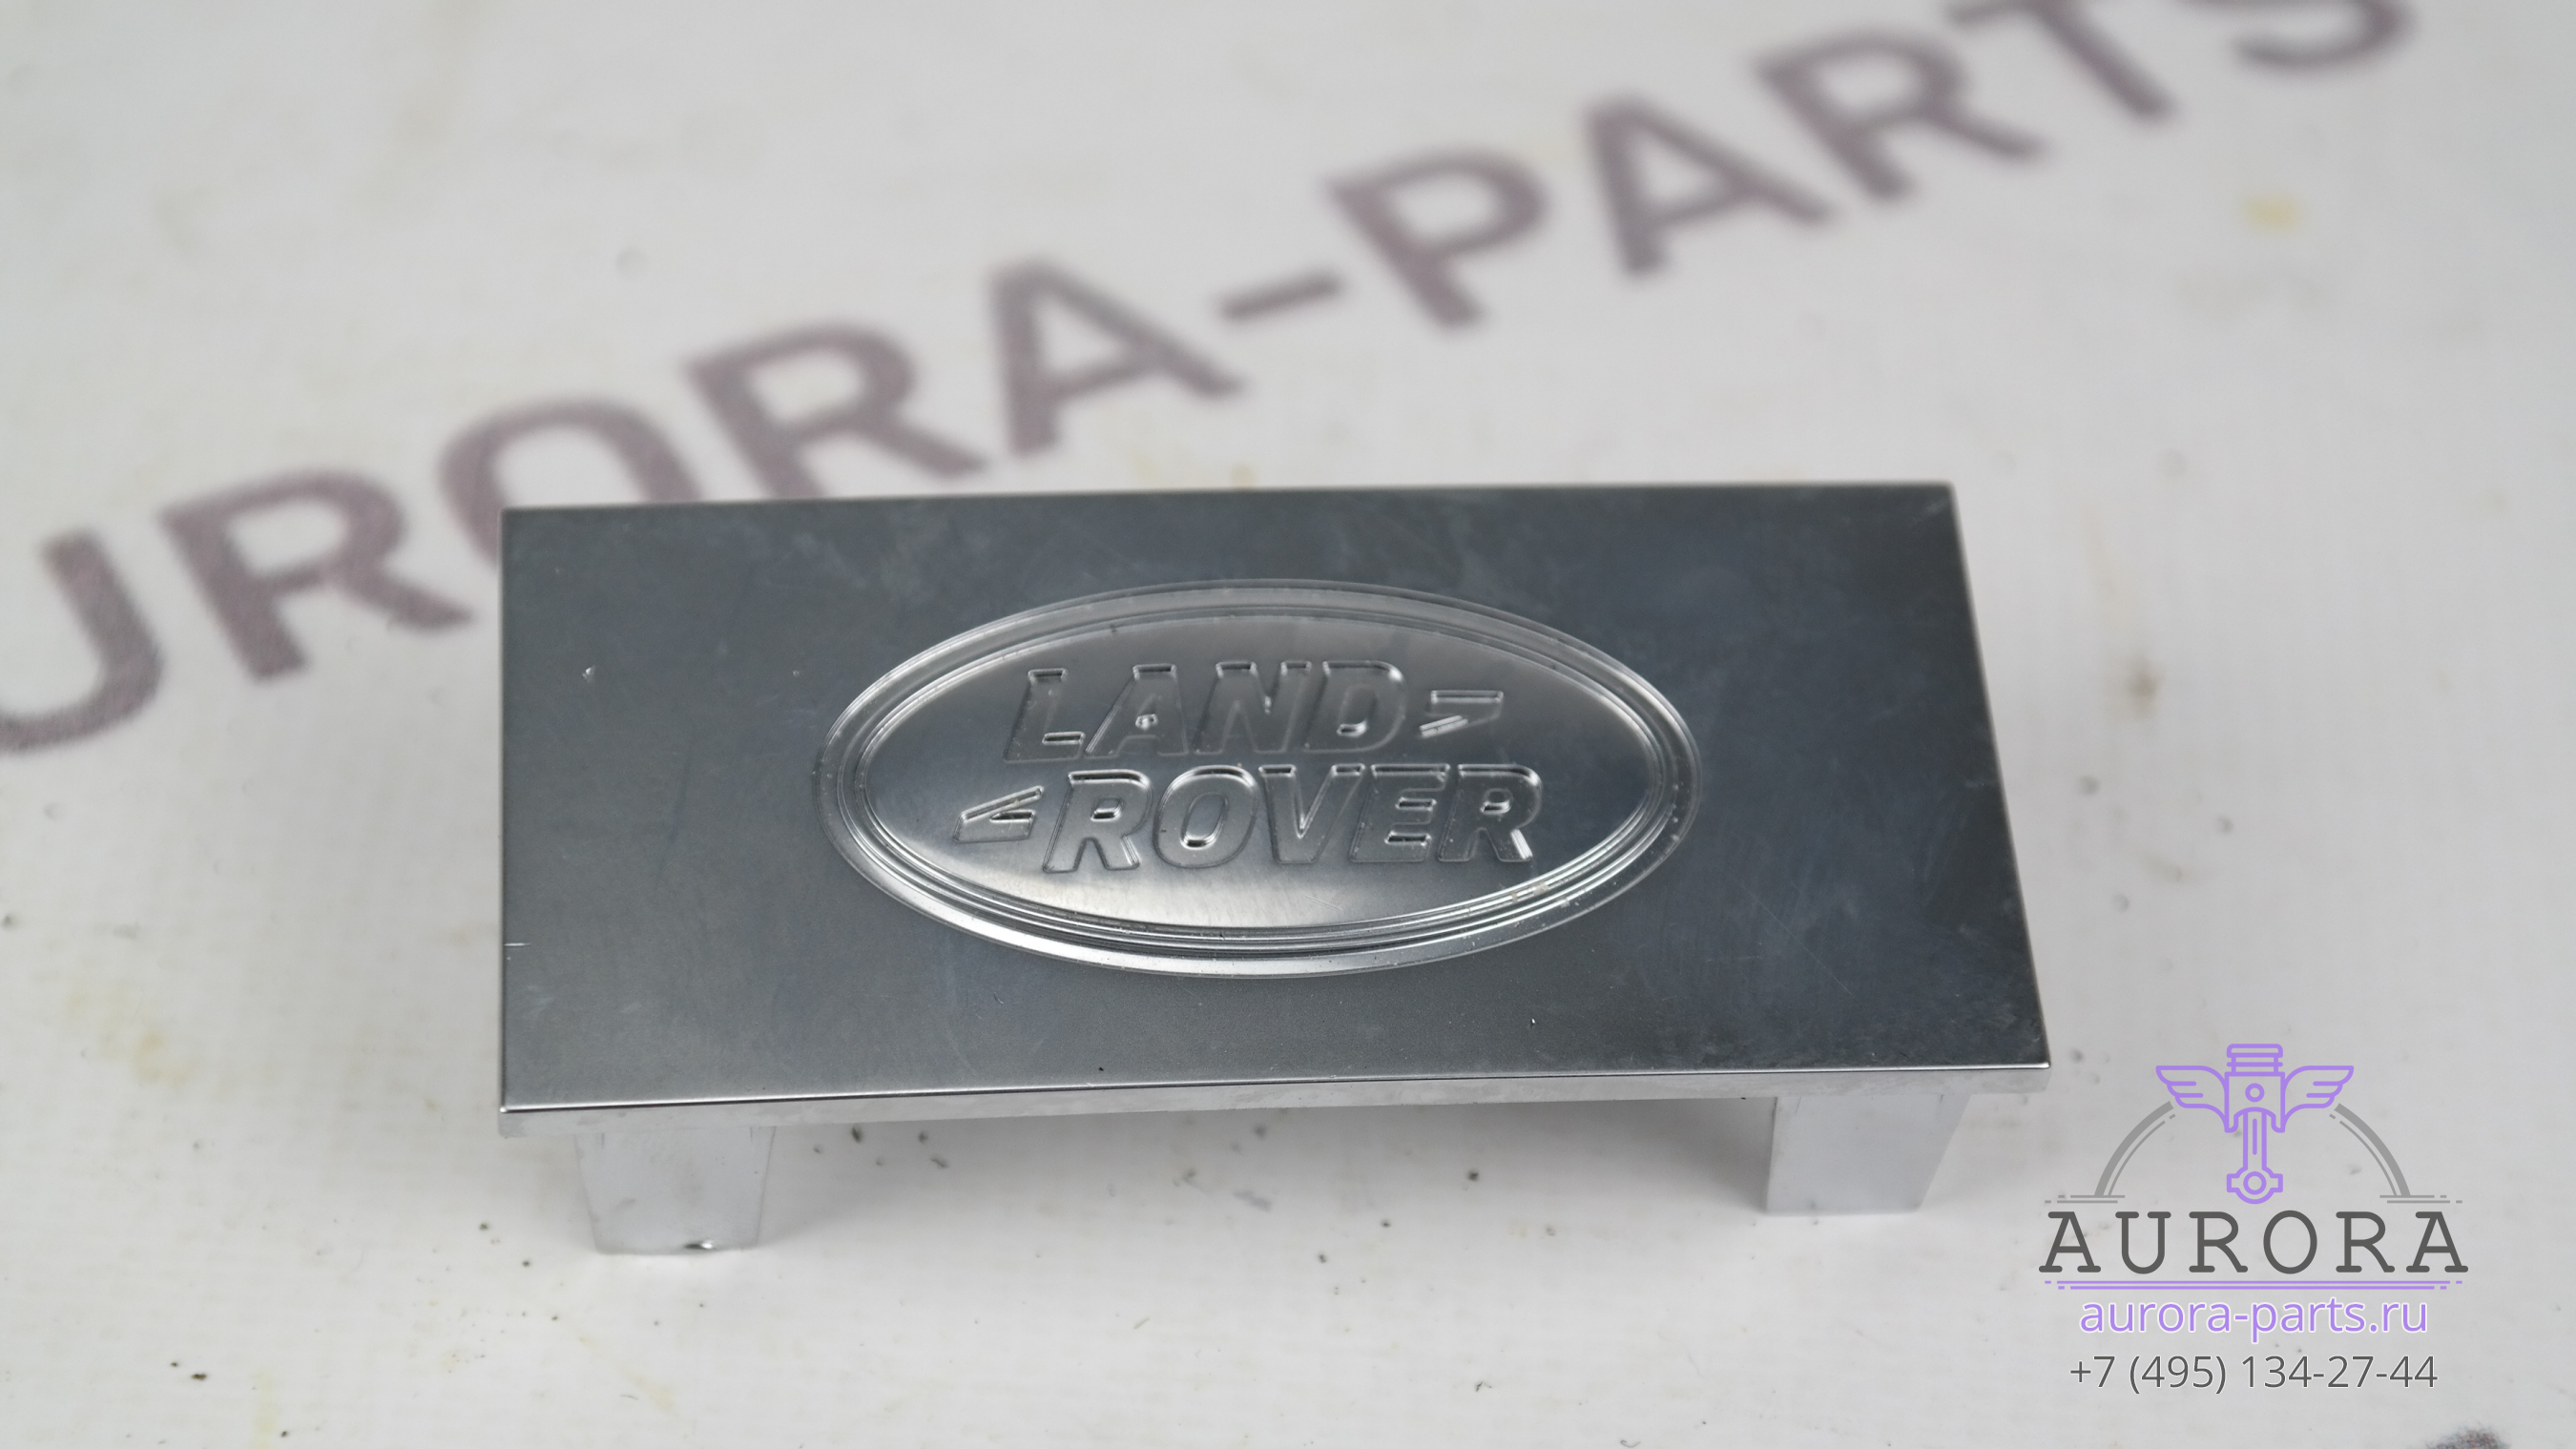 URORA-PARTS
LAND
ROVER
AURORA
aurora-parts.ru
+7 (495) 134-27-44